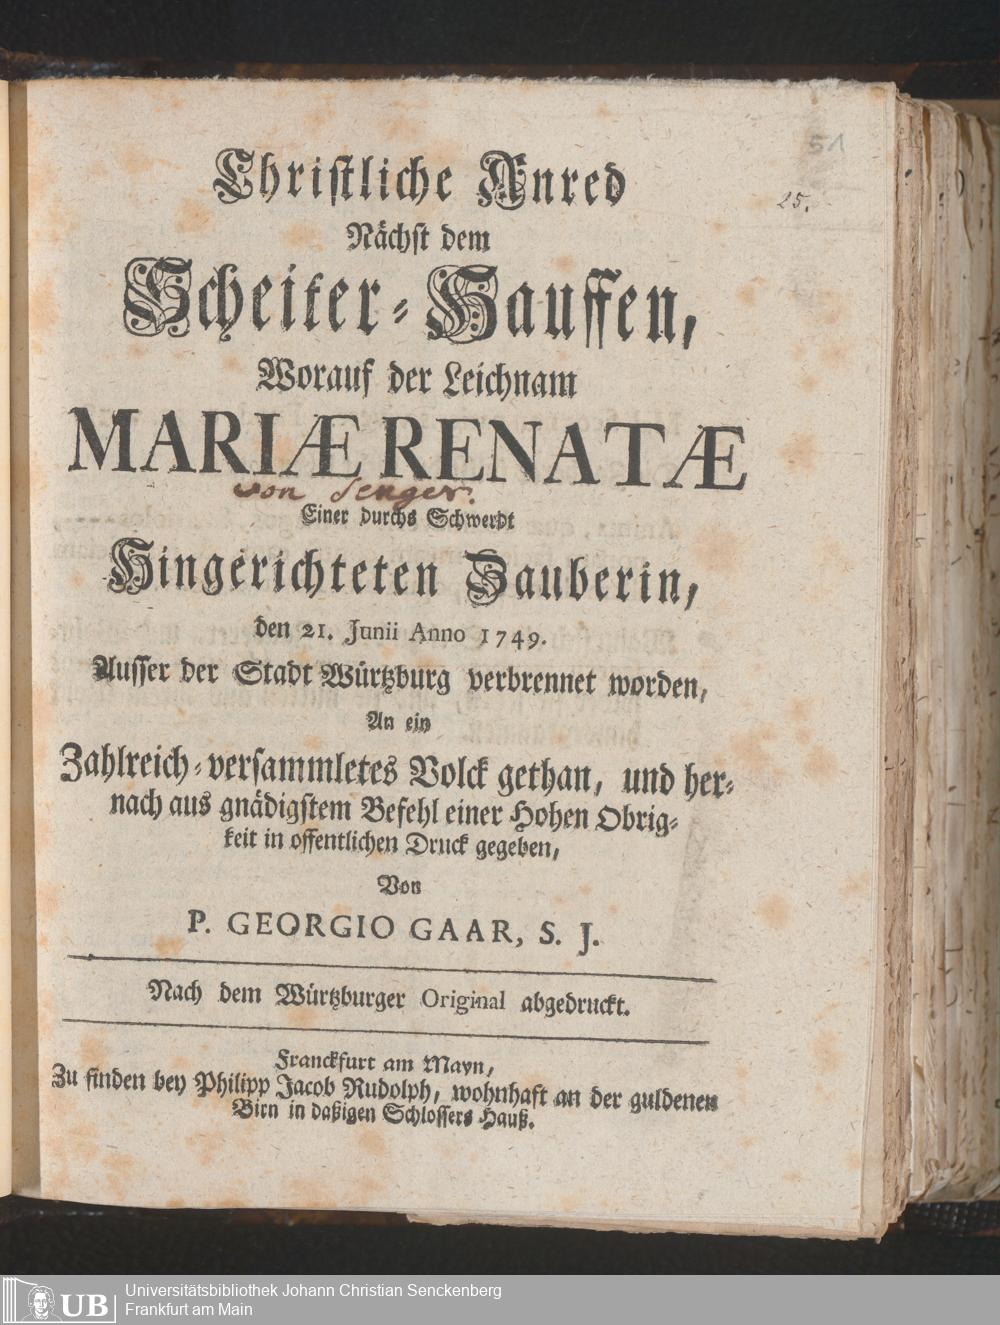 51
25.
Christliche Anred
Nächst dem
Scheiter-Hauffen,
Worauf der Leichnam
MARIÆ RENATÆ
von Senger.
Einer durchs Schwerdt
Hingerichteten Zauberin,
den 21. Junii Anno 1749.
Ausser der Stadt Würtzburg verbrennet worden,
An ein
Zahlreich-versammletes Volck gethan, und her-
nach aus gnädigstem Befehl einer Hohen Obrig-
keit in offentlichen Druck gegeben,
Von
P. GEORGIO GAAR, S. J.
Nach dem Würtzburger Original abgedruckt.
Franckfurt am Mayn,
Zu finden bey Philipp Jacob Rudolph, wohnhaft an der guldenen
Birn in daßigen Schlossers Hauß.
UB
Universitätsbibliothek Johann Christian Senckenberg
Frankfurt am Main